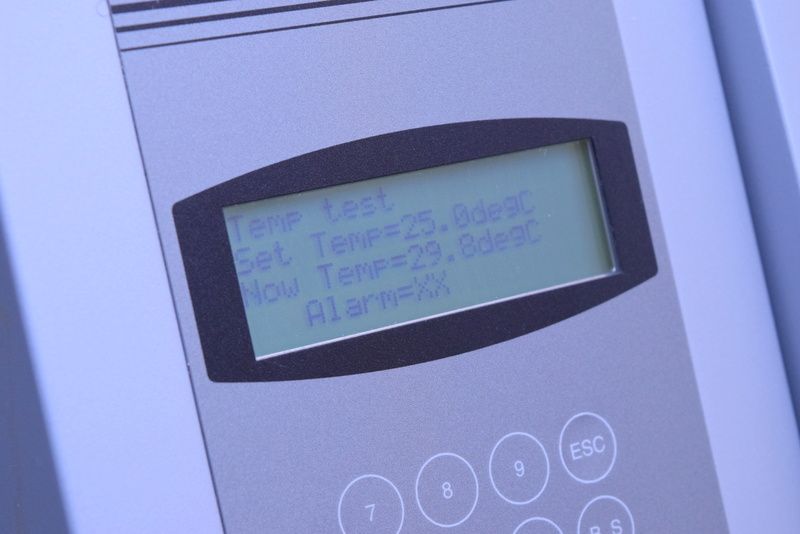 Temp test
Set Temp=25.0degC
Now Temp=29.8degC
Alarm=XX
7 8 9 ESC
B.S